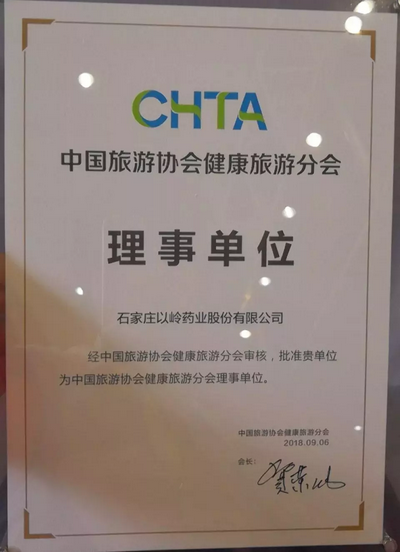 CHTA
中国旅游协会健康旅游分会
理事单位
石家庄以岭药业股份有限公司
经中国旅游协会健康旅游分会审核，批准贵单位
为中国旅游协会健康旅游分会理事单位。
中国旅游协会健康旅游分会
2018.09.06
会长：